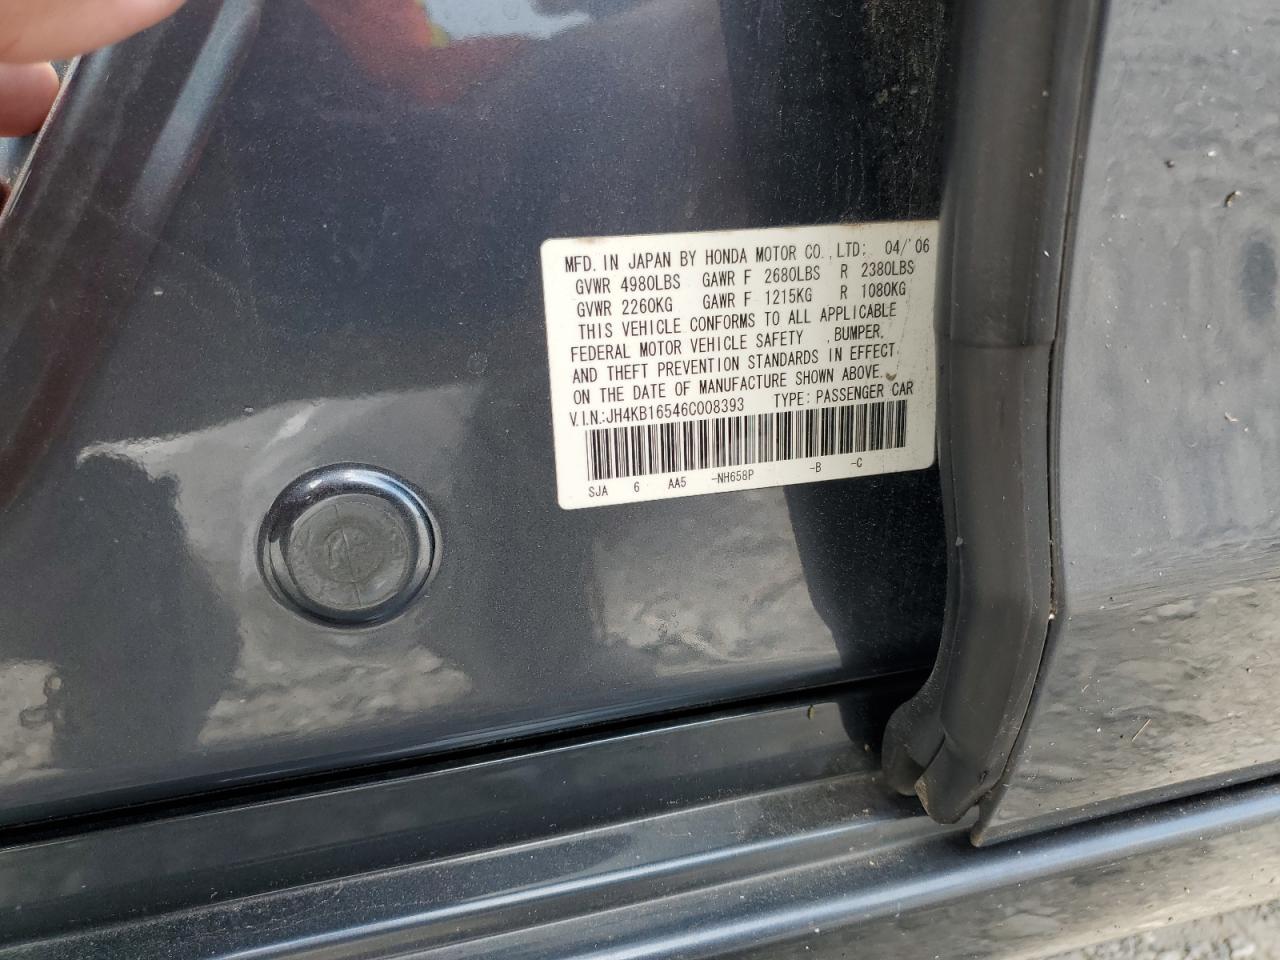 MFD. IN JAPAN BY HONDA MOTOR CO., LTD. 04/'06
GVWR 4980LBS GAWR F 2680LBS R 2380LBS
GVWR 2260KG GAWR F 1215KG R 1080KG
THIS VEHICLE CONFORMS TO ALL APPLICABLE
FEDERAL MOTOR VEHICLE SAFETY , BUMPER,
AND THEFT PREVENTION STANDARDS IN EFFECT
ON THE DATE OF MANUFACTURE SHOWN ABOVE.
V.I.N.:JH4KB16546C008393 TYPE: PASSENGER CAR
SJA 6 AA5 -NH658P -B -C